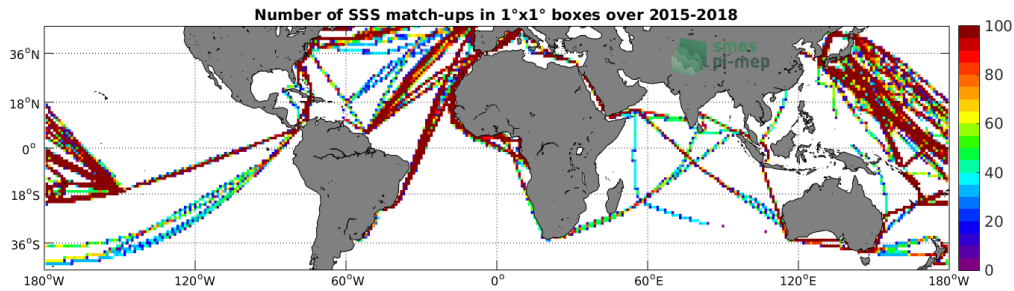 Number of SSS match-ups in 1°x1° boxes over 2015-2018
smos
pi-mep
36°N
18°N
0°
18°S
36°S
180°W 120°W 60°W 0° 60°E 120°E 180°W
100
80
60
40
20
0